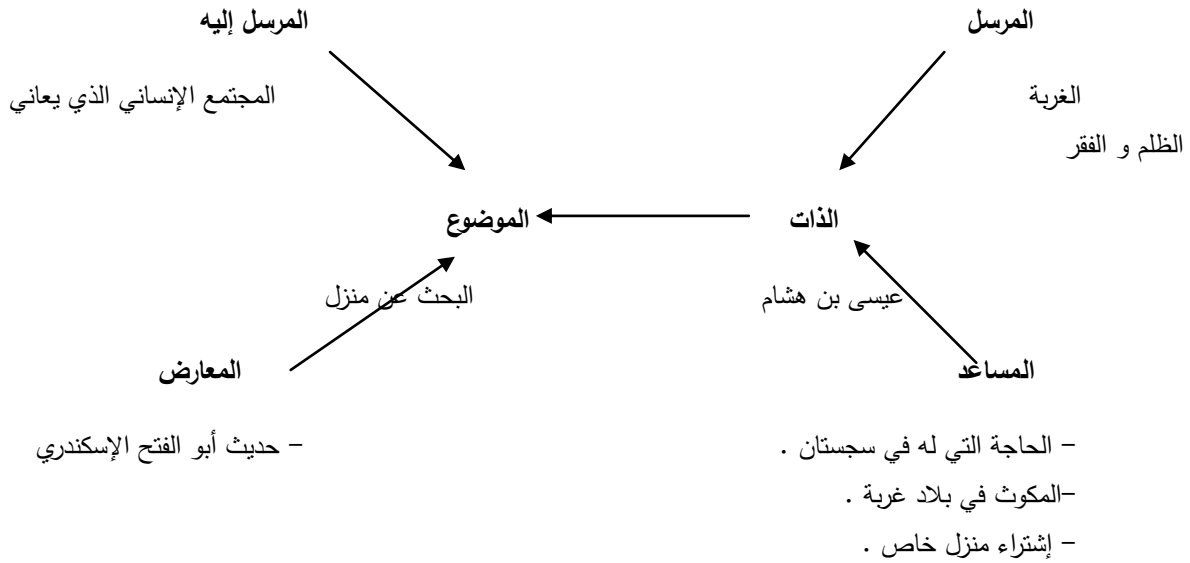 المرسل
المرسل إليه
الغربة
المجتمع الإنساني الذي يعاني
الظلم و الفقر
الذات
الموضوع
عيسى بن هشام
البحث عن منزل
المساعد
المعارض
– الحاجة التي له في سجستان .
– حديث أبو الفتح الإسكندري
–المكوث في بلاد غربة .
– إشتراء منزل خاص .